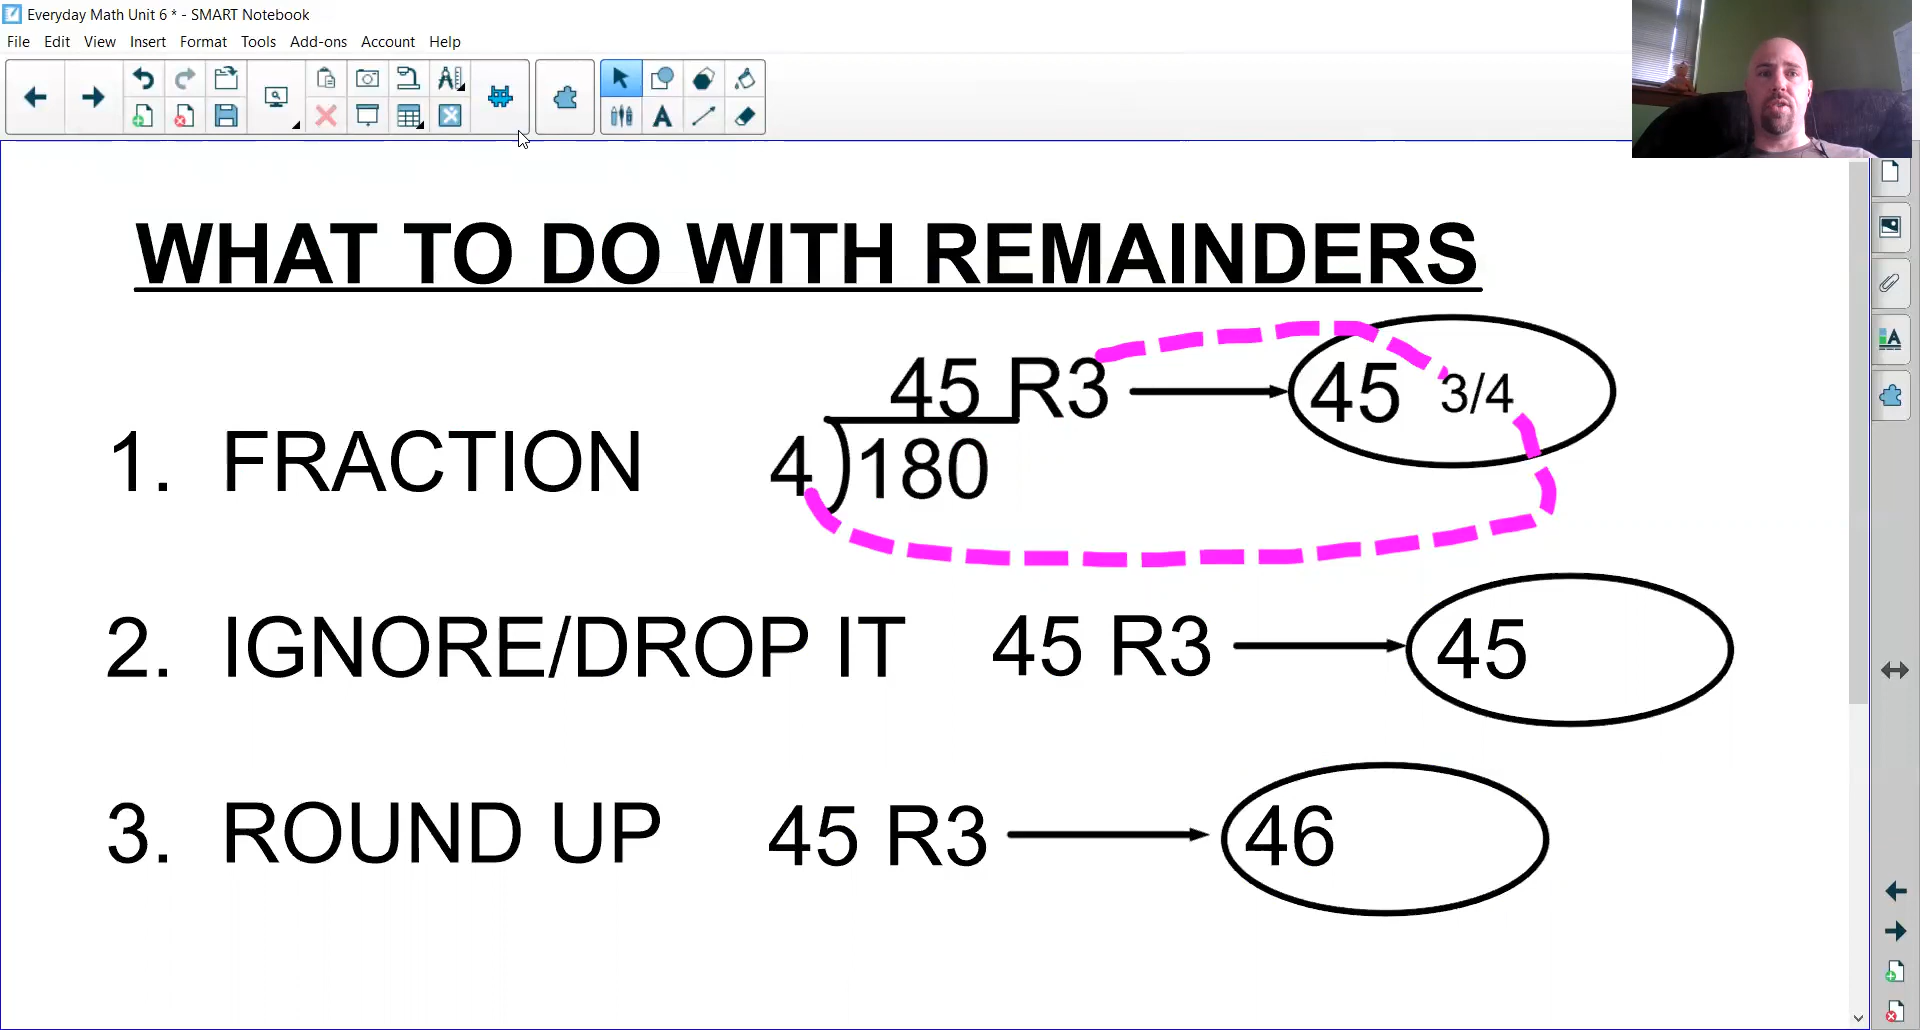 Everyday Math Unit 6 * - SMART Notebook
File Edit View Insert Format Tools Add-ons Account Help
WHAT TO DO WITH REMAINDERS
45 R3 45 3/4
1. FRACTION 4 180
2. IGNORE/DROP IT 45 R3 45
3. ROUND UP 45 R3 46